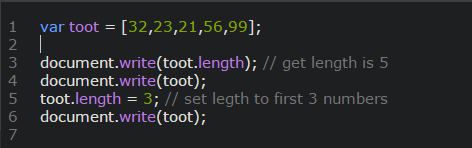 1 var toot = [32,23,21,56,99];
2
3 document.write(toot.length); // get length is 5
4 document.write(toot);
5 toot.length = 3; // set legth to first 3 numbers
6 document.write(toot);
7